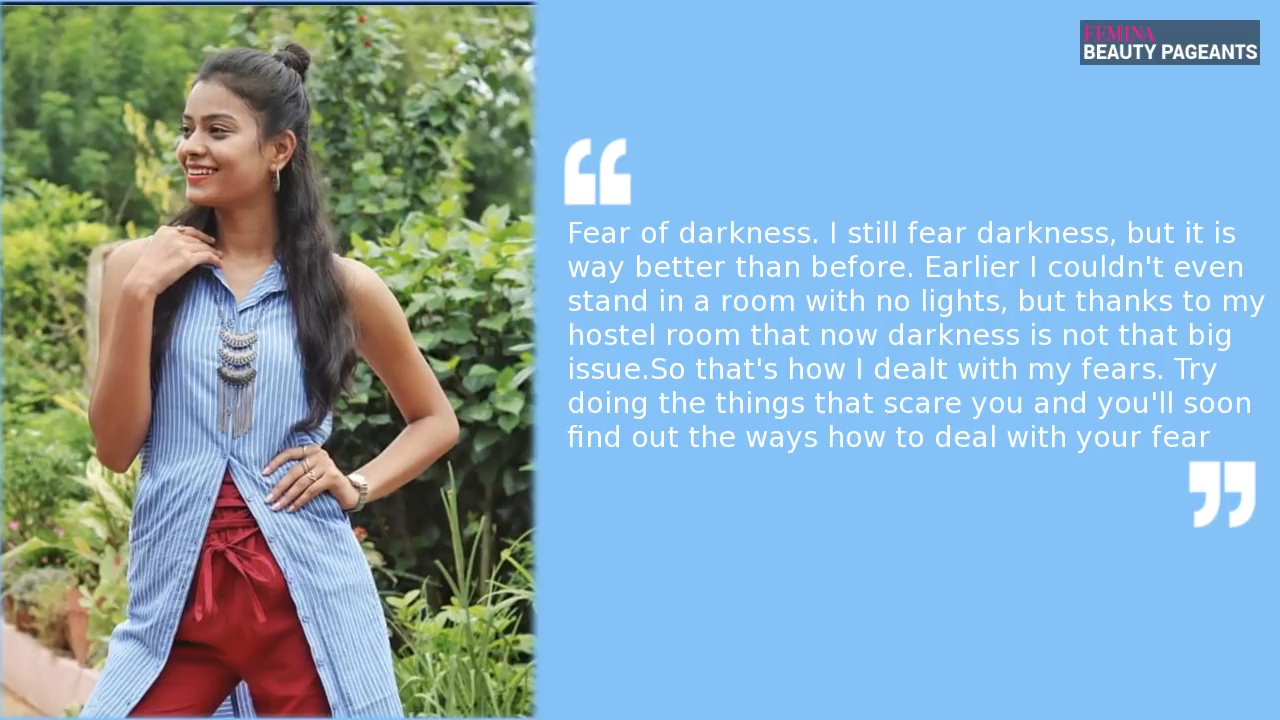 FEMINA
BEAUTY PAGEANTS
“
Fear of darkness. I still fear darkness, but it is
way better than before. Earlier I couldn't even
stand in a room with no lights, but thanks to my
hostel room that now darkness is not that big
issue.So that's how I dealt with my fears. Try
doing the things that scare you and you'll soon
find out the ways how to deal with your fear
”